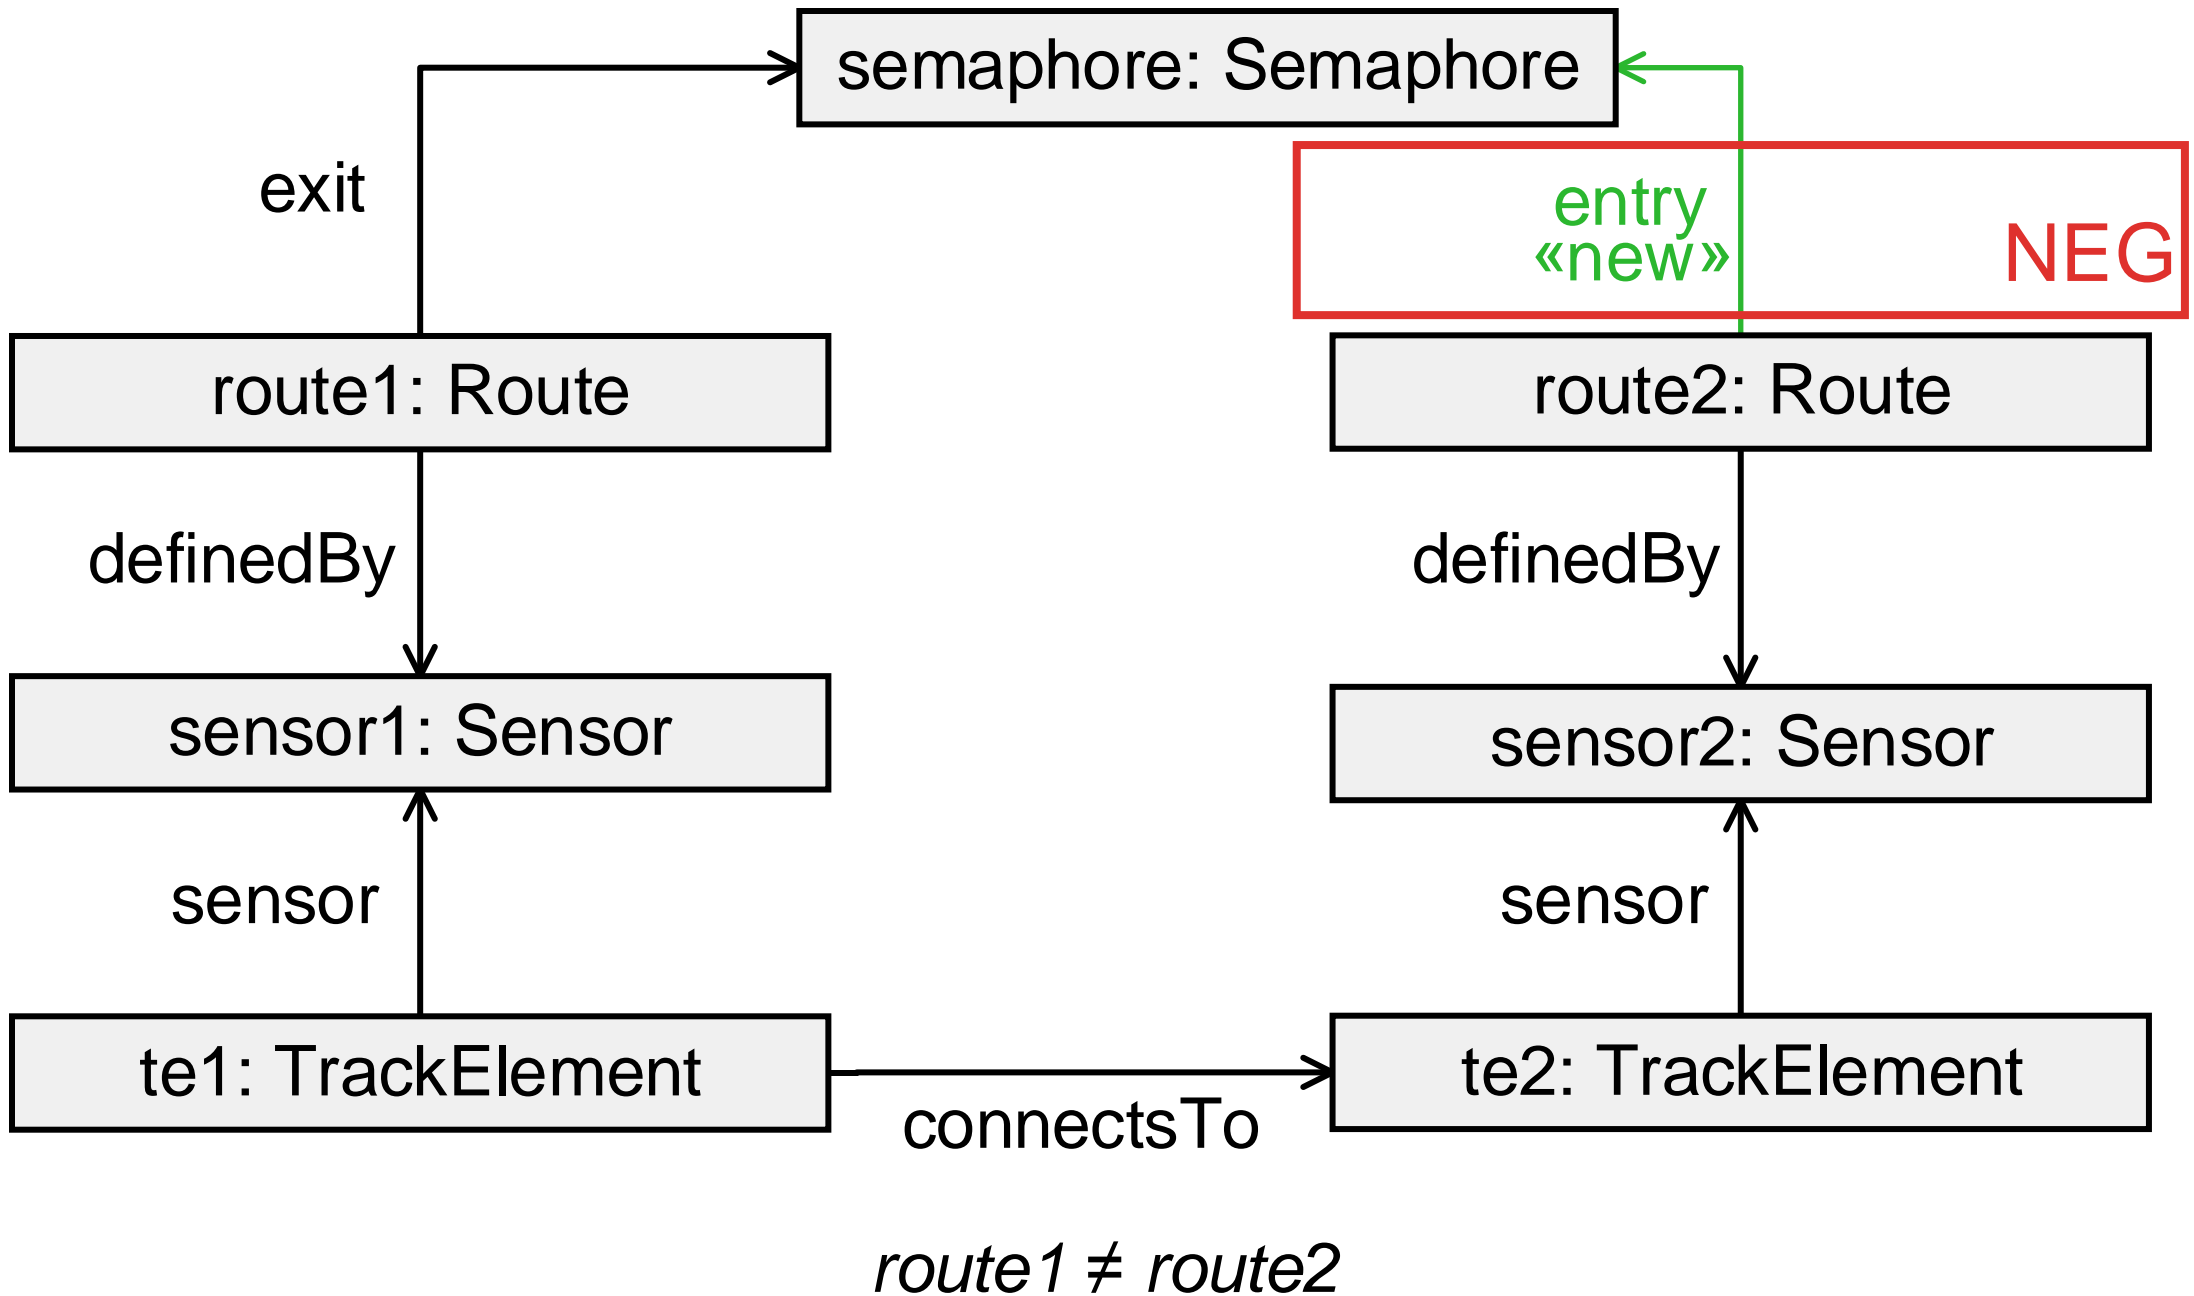 semaphore: Semaphore
exit
entry
«new»
NEG
route1: Route
route2: Route
definedBy
definedBy
sensor1: Sensor
sensor2: Sensor
sensor
sensor
te1: TrackElement
te2: TrackElement
connectsTo
route1 ≠ route2